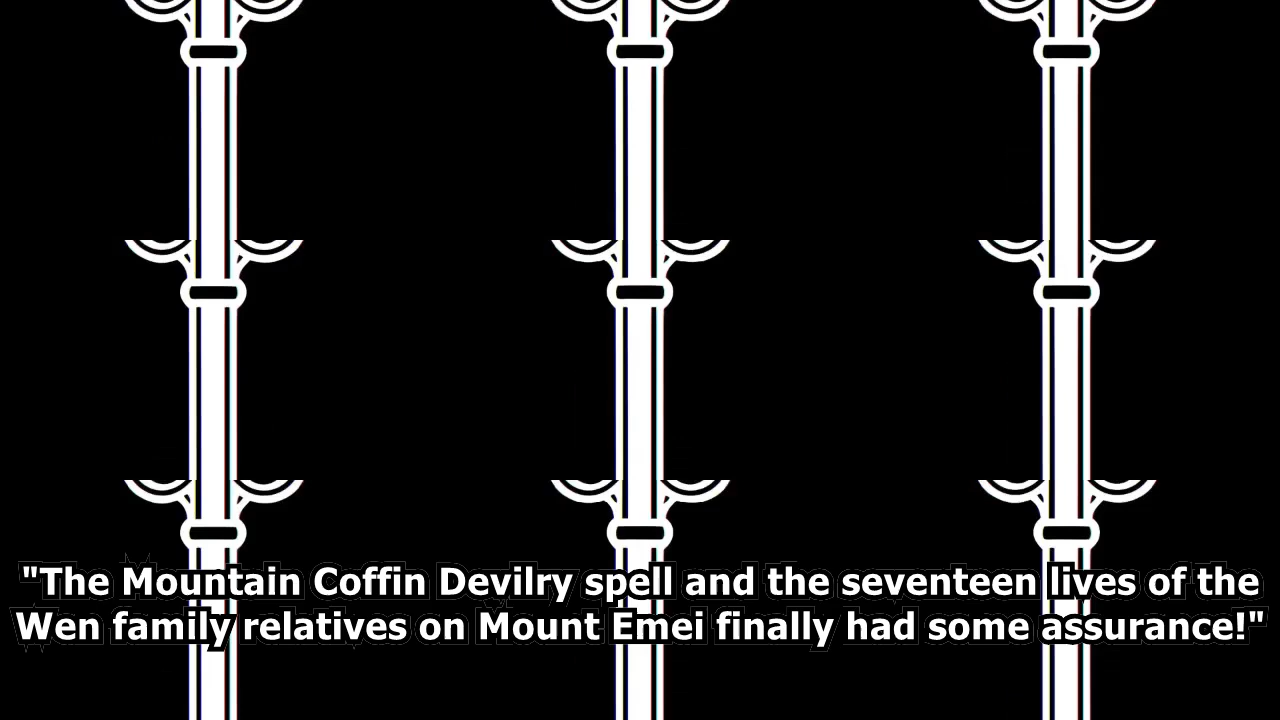 "The Mountain Coffin Devilry spell and the seventeen lives of the
Wen family relatives on Mount Emei finally had some assurance!"